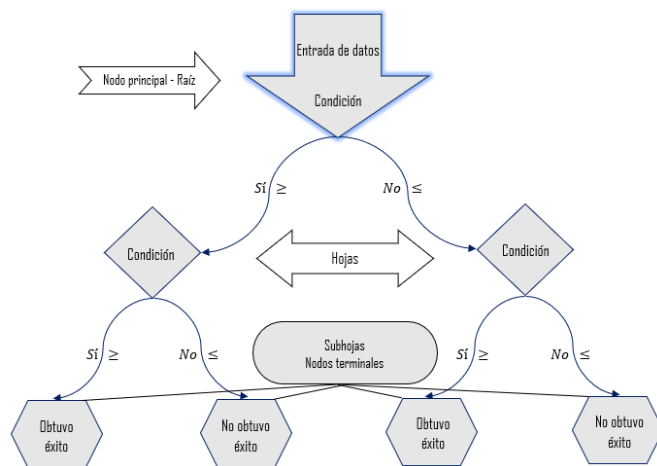 Entrada de datos
Nodo principal - Raíz
Condición
Sí ≥
No ≤
Condición
Hojas
Condición
Sí ≥
No ≤
Subhojas
Nodos terminales
Sí ≥
No ≤
Obtuvo
éxito
No obtuvo
éxito
Obtuvo
éxito
No obtuvo
éxito